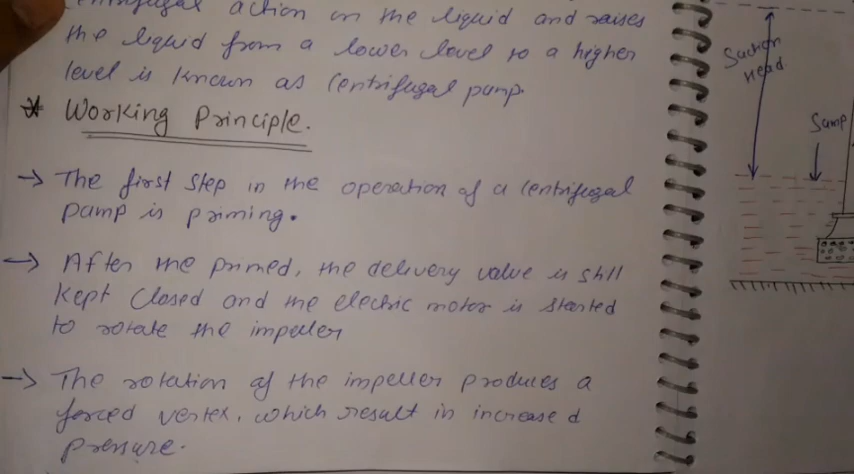 centrifugal action on the liquid and raises
the liquid from a lower level to a higher
level is known as Centrifugal pump.
* Working Principle.
→ The first step in the operation of a Centrifugal
pump is priming.
→ After the primed, the delivery value is still
kept closed and the electric motor is started
to rotate the impeller
→ The rotation of the impeller produces a
forced vertex, which result in increased
pressure.
Suction
Head
Sump